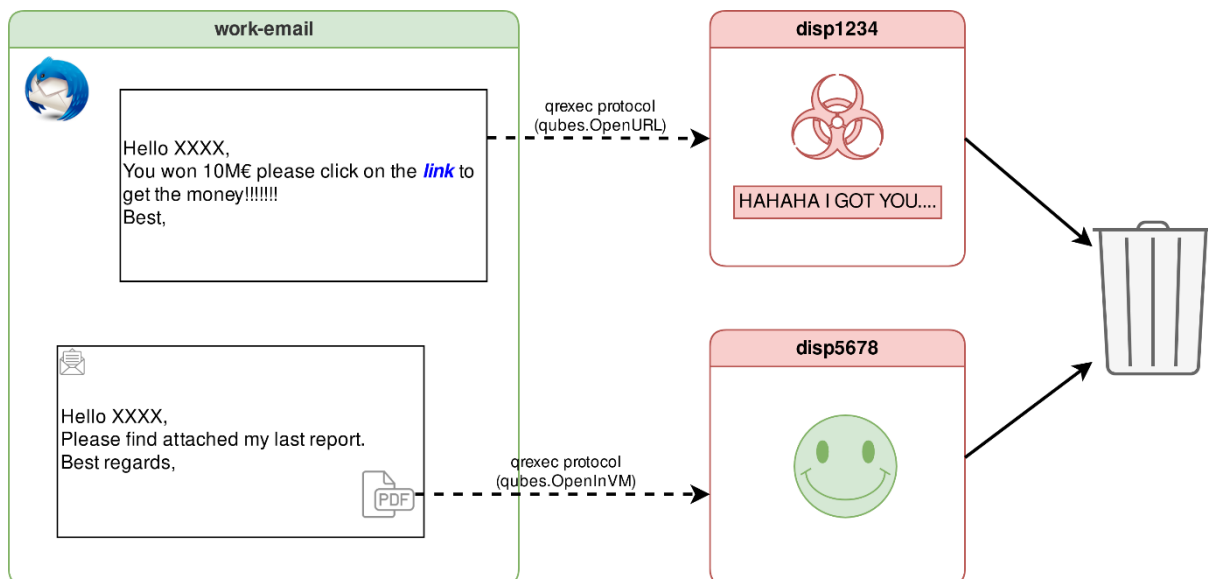 work-email
Hello XXXX,
You won 10M€ please click on the link to
get the money!!!!!!!
Best,
qrexec protocol
(qubes.OpenURL)
disp1234
HAHAHA I GOT YOU....
Hello XXXX,
Please find attached my last report.
Best regards,
PDF
qrexec protocol
(qubes.OpenInVM)
disp5678